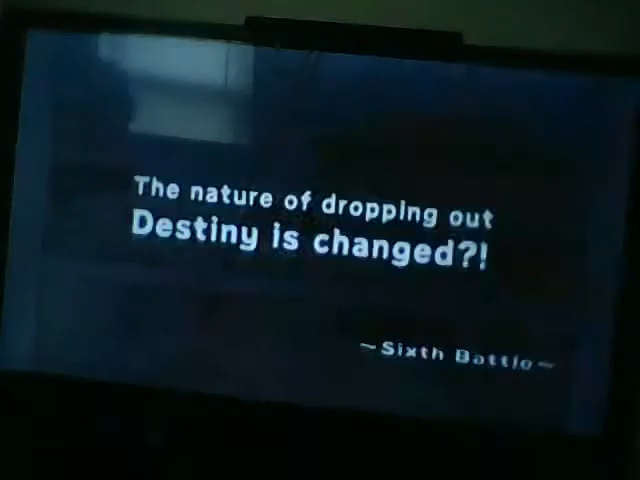 The nature of dropping out
Destiny is changed?!
~Sixth Battle~